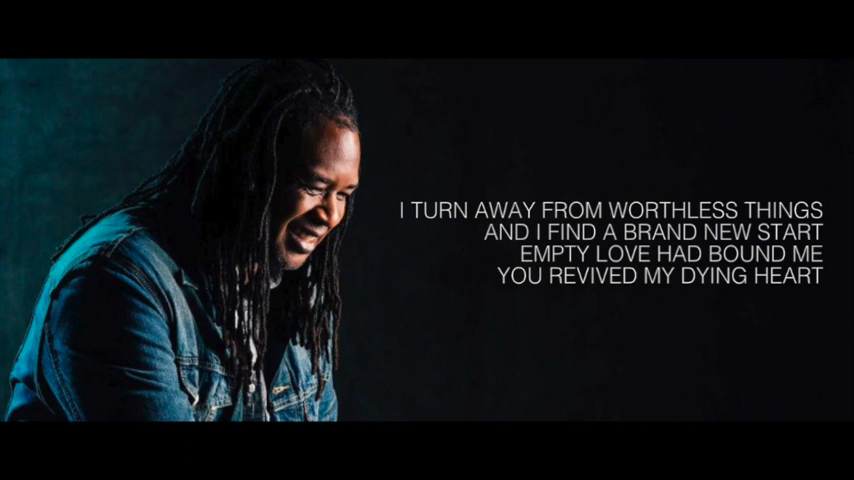 I TURN AWAY FROM WORTHLESS THINGS
AND I FIND A BRAND NEW START
EMPTY LOVE HAD BOUND ME
YOU REVIVED MY DYING HEART